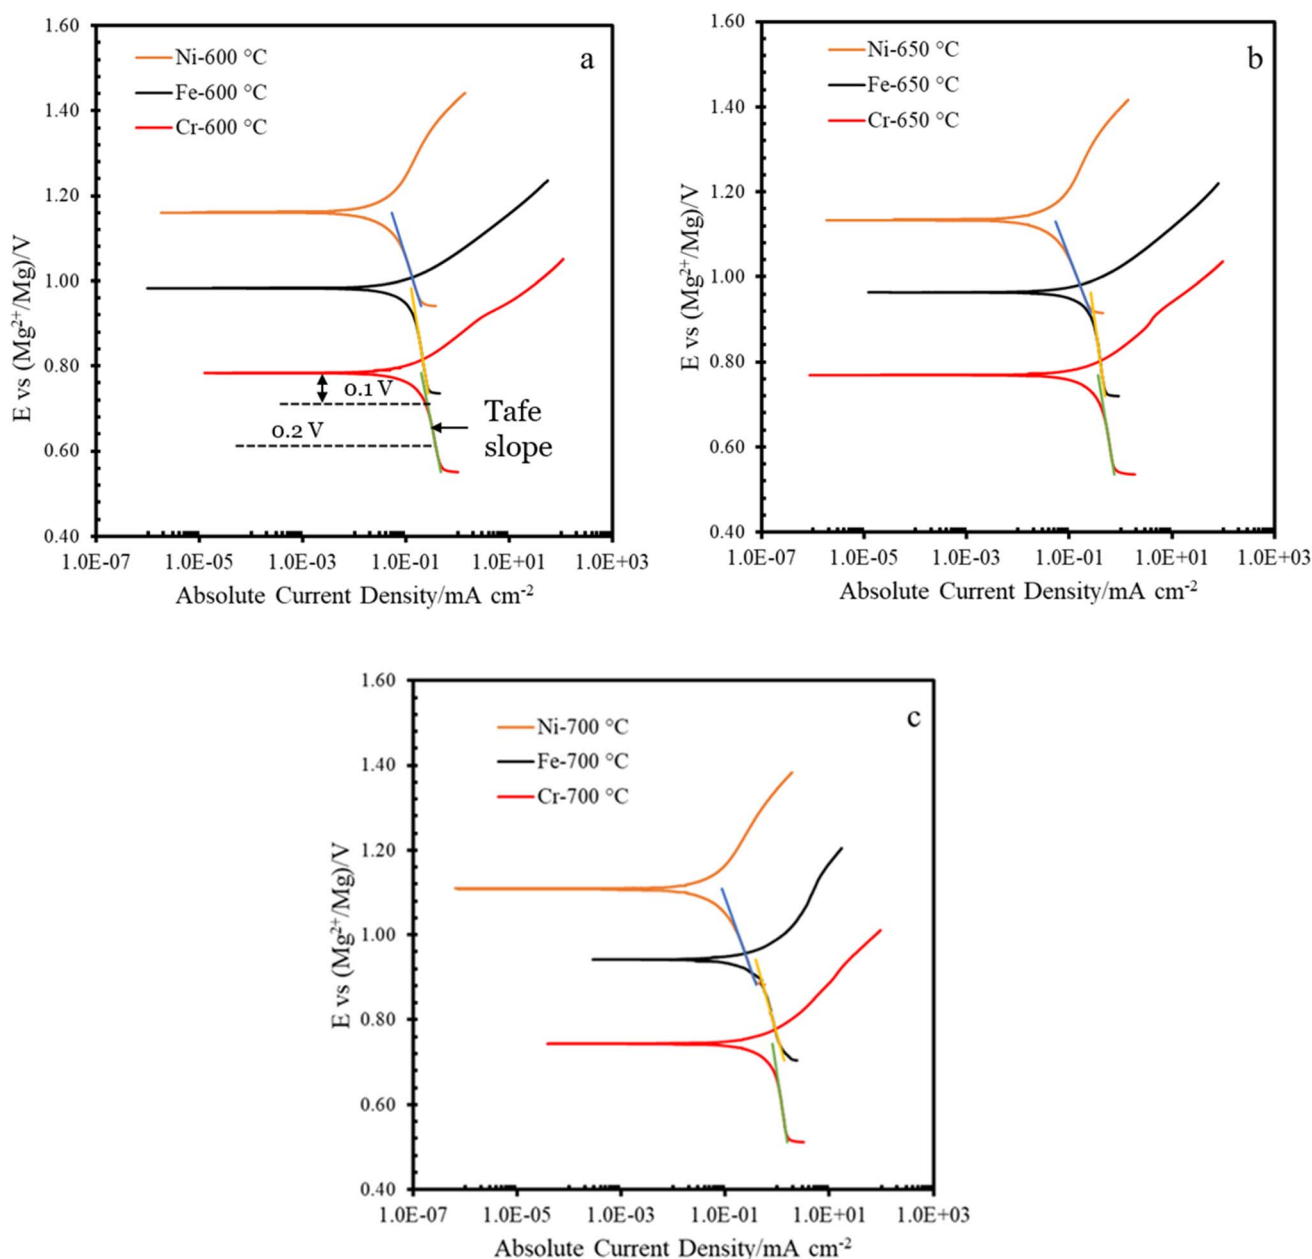 a
Ni-600 °C
Fe-600 °C
Cr-600 °C
1.60
1.40
1.20
1.00
0.80
0.60
0.40
E vs (Mg²⁺/Mg)/V
0.1 V
0.2 V
Tafe
slope
1.0E-07 1.0E-05 1.0E-03 1.0E-01 1.0E+01 1.0E+03
Absolute Current Density/mA cm⁻²
b
Ni-650 °C
Fe-650 °C
Cr-650 °C
1.60
1.40
1.20
1.00
0.80
0.60
0.40
E vs (Mg²⁺/Mg)/V
1.0E-07 1.0E-05 1.0E-03 1.0E-01 1.0E+01 1.0E+03
Absolute Current Density/mA cm⁻²
c
Ni-700 °C
Fe-700 °C
Cr-700 °C
1.60
1.40
1.20
1.00
0.80
0.60
0.40
E vs (Mg²⁺/Mg)/V
1.0E-07 1.0E-05 1.0E-03 1.0E-01 1.0E+01 1.0E+03
Absolute Current Density/mA cm⁻²